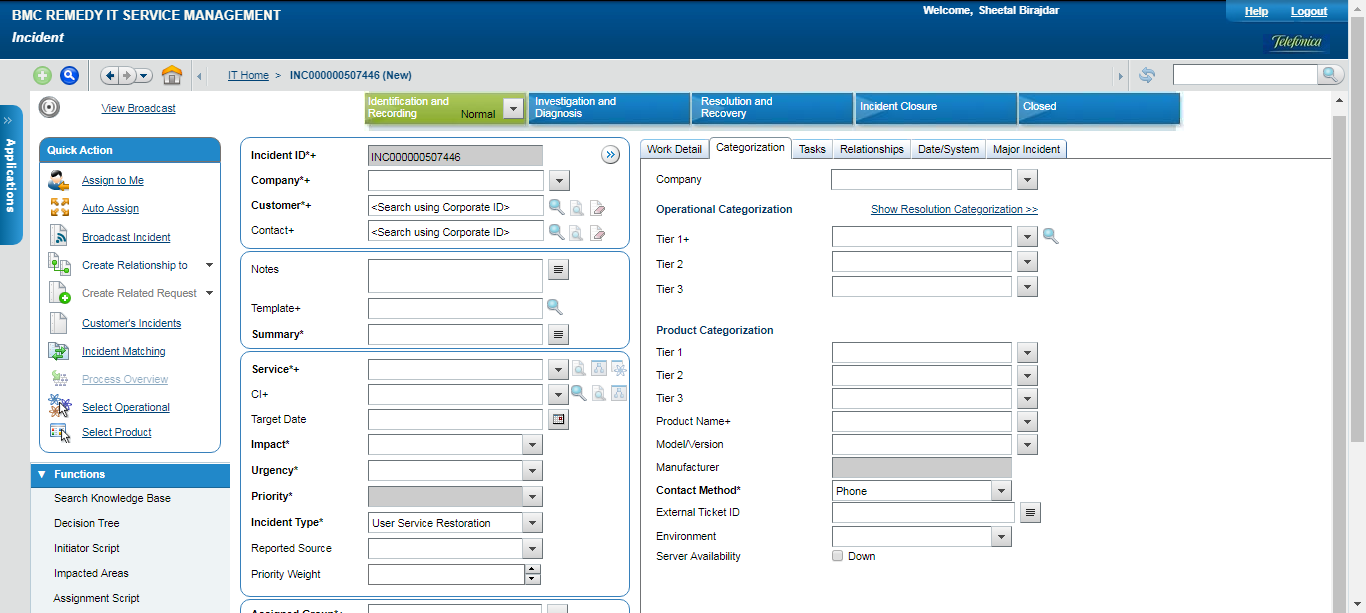 BMC REMEDY IT SERVICE MANAGEMENT
Welcome, Sheetal Birajdar
Help
Logout
Incident
Telefónica
IT Home > INC000000507446 (New)
View Broadcast
Identification and
Recording
Normal
Investigation and
Diagnosis
Resolution and
Recovery
Incident Closure
Closed
Applications
Quick Action
Assign to Me
Auto Assign
Broadcast Incident
Create Relationship to
Create Related Request
Customer's Incidents
Incident Matching
Process Overview
Select Operational
Select Product
Functions
Search Knowledge Base
Decision Tree
Initiator Script
Impacted Areas
Assignment Script
Incident ID*+ INC000000507446
Company*+
Customer*+ <Search using Corporate ID>
Contact+ <Search using Corporate ID>
Notes
Template+
Summary*
Service*+
CI+
Target Date
Impact*
Urgency*
Priority*
Incident Type* User Service Restoration
Reported Source
Priority Weight
Assigned Group*+
Work Detail
Categorization
Tasks
Relationships
Date/System
Major Incident
Company
Operational Categorization
Show Resolution Categorization >>
Tier 1+
Tier 2
Tier 3
Product Categorization
Tier 1
Tier 2
Tier 3
Product Name+
Model/Version
Manufacturer
Contact Method* Phone
External Ticket ID
Environment
Server Availability Down